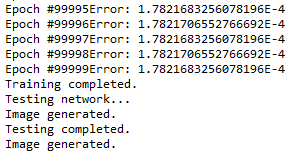 Epoch #99995Error: 1.7821683256078196E-4
Epoch #99996Error: 1.7821706552766692E-4
Epoch #99997Error: 1.7821683256078196E-4
Epoch #99998Error: 1.7821706552766692E-4
Epoch #99999Error: 1.7821683256078196E-4
Training completed.
Testing network...
Image generated.
Testing completed.
Image generated.